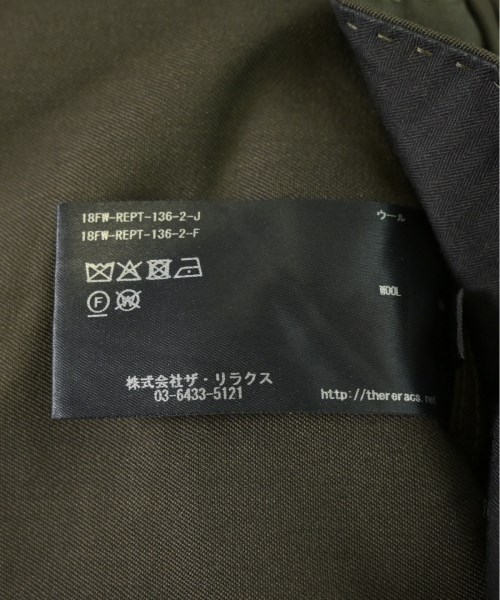 18FW-REPT-136-2-J ウール
18FW-REPT-136-2-F
WOOL
F W
株式会社ザ・リラクス
03-6433-5121 http://thereracs.net